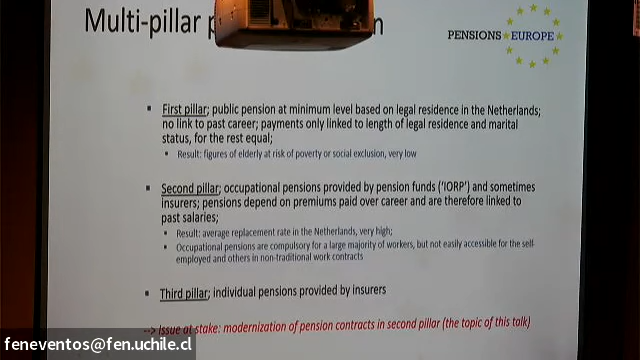 Multi-pillar p
n
PENSIONS EUROPE
▪ First pillar; public pension at minimum level based on legal residence in the Netherlands;
no link to past career; payments only linked to length of legal residence and marital
status, for the rest equal;
▪ Result: figures of elderly at risk of poverty or social exclusion, very low
▪ Second pillar; occupational pensions provided by pension funds ('IORP') and sometimes
insurers; pensions depend on premiums paid over career and are therefore linked to
past salaries;
▪ Result: average replacement rate in the Netherlands, very high;
▪ Occupational pensions are compulsory for a large majority of workers, but not easily accessible for the self-
employed and others in non-traditional work contracts
▪ Third pillar; individual pensions provided by insurers
--> Issue at stake: modernization of pension contracts in second pillar (the topic of this talk)
feneventos@fen.uchile.cl